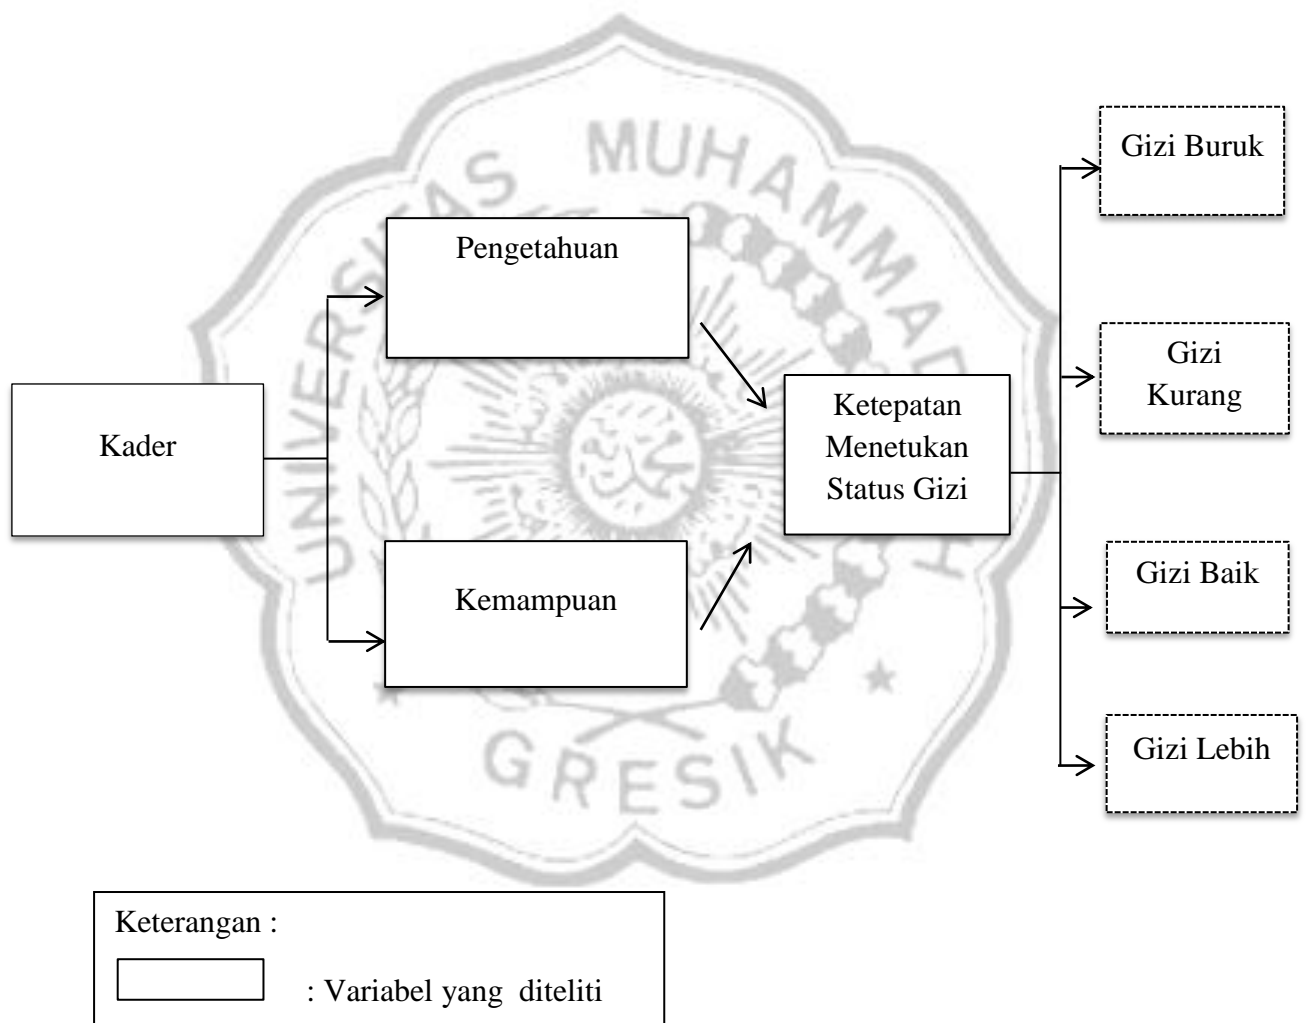 UNIVERSITAS MUHAMMADIYAH
GRESIK
Kader
Pengetahuan
Kemampuan
Ketepatan
Menetukan
Status Gizi
Gizi Buruk
Gizi
Kurang
Gizi Baik
Gizi Lebih
Keterangan :
: Variabel yang diteliti